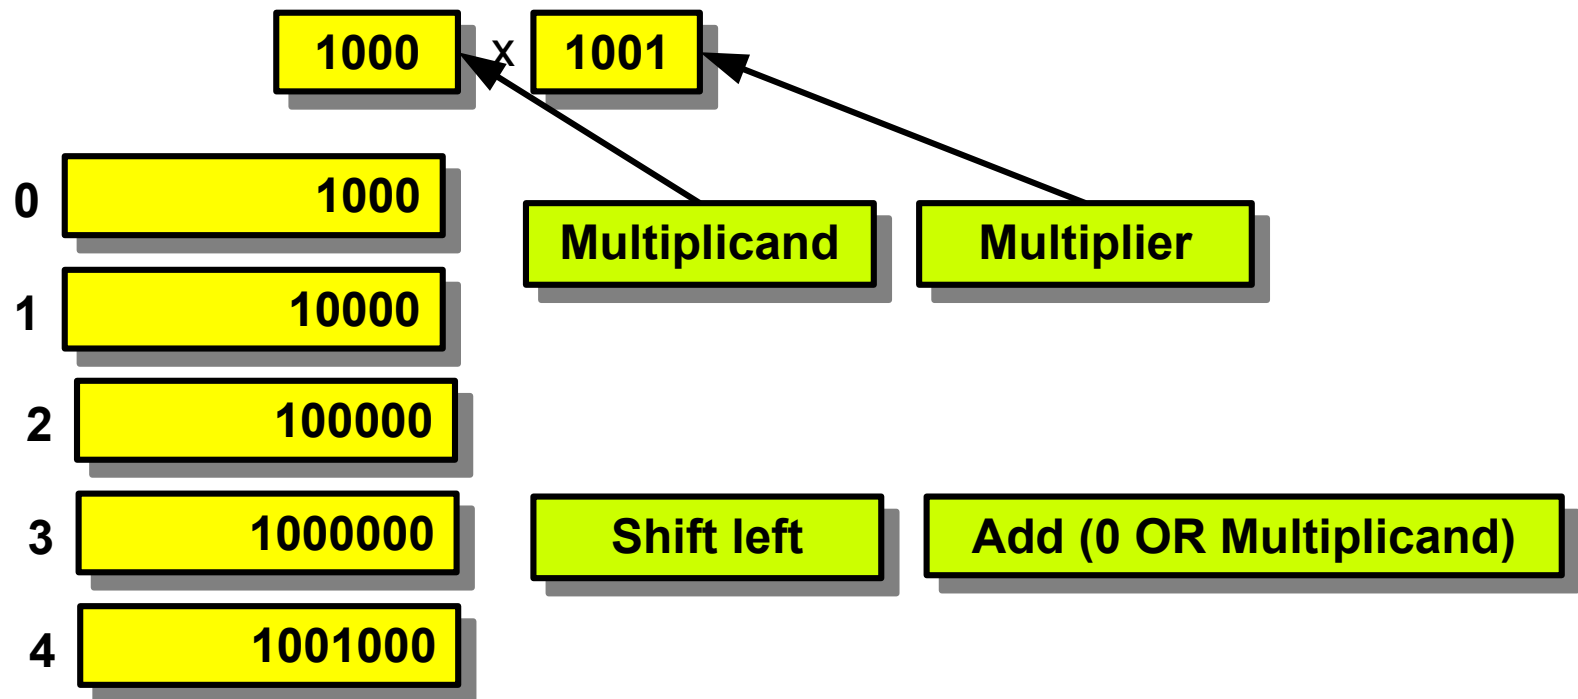 1000 x 1001
0 1000
Multiplicand Multiplier
1 10000
2 100000
3 1000000
Shift left Add (0 OR Multiplicand)
4 1001000